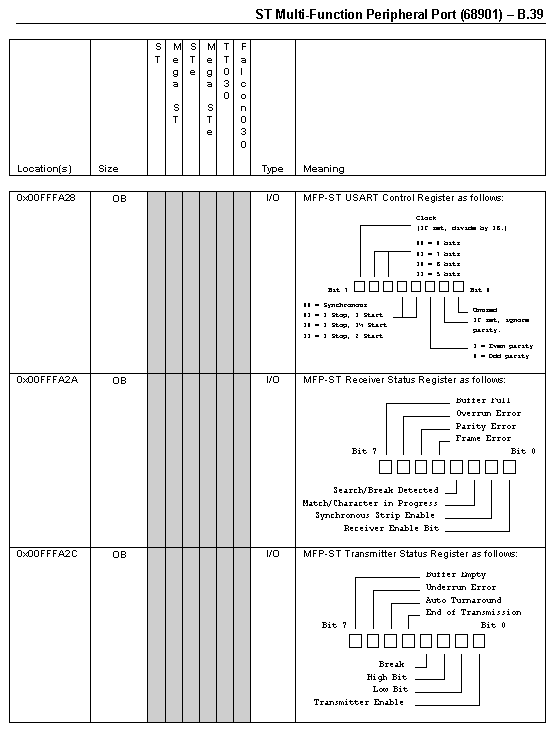 ST Multi-Function Peripheral Port (68901) – B.39
Location(s)
Size
ST
Mega ST
STe
Mega STe
TT030
Falcon030
Type
Meaning
0x00FFFA28
OB
I/O
MFP-ST USART Control Register as follows:
Clock
(If set, divide by 16.)
00 = 8 bits
01 = 7 bits
10 = 6 bits
11 = 5 bits
Bit 7
Bit 0
00 = Synchronous
01 = 1 Stop, 1 Start
10 = 1 Stop, 1½ Start
11 = 1 Stop, 2 Start
Unused
If set, ignore
parity.
1 = Even parity
0 = Odd parity
0x00FFFA2A
OB
I/O
MFP-ST Receiver Status Register as follows:
Buffer Full
Overrun Error
Parity Error
Frame Error
Bit 7
Bit 0
Search/Break Detected
Match/Character in Progress
Synchronous Strip Enable
Receiver Enable Bit
0x00FFFA2C
OB
I/O
MFP-ST Transmitter Status Register as follows:
Buffer Empty
Underrun Error
Auto Turnaround
End of Transmission
Bit 7
Bit 0
Break
High Bit
Low Bit
Transmitter Enable